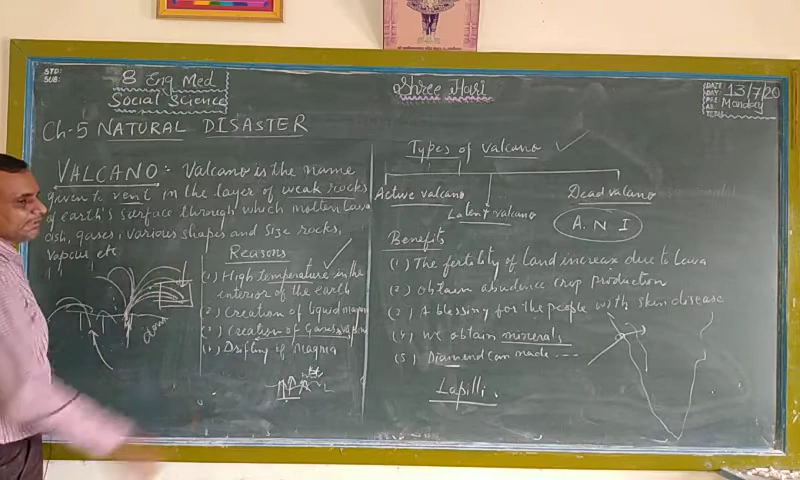 STD:
SUB:
8 Eng Med
Social Science
Shree Hari
DATE
DAY
13/7/20
Monday
TOTAL
Ch-5 NATURAL DISASTER
VALCANO:- Valcano is the name
given to vent in the layer of weak rocks
of earth's surface through which molten lava
ash, gases, various shapes and size rocks,
vapour etc
Reasons
(1) High temperature in the
interior of the earth
(2) Creation of liquid magma
(3) Creation of Gases & vapour
(4) Drifting of magma
Types of valcano
Active valcano
Latent valcano
Dead valcano
A. N. I
Benefits
(1) The fertility of land increase due to Lava
(2) obtaim abundence crop production
(3) A blessing for the people with skin disease
(4) we obtain minerals
(5) Diamond can made ---
Lapilli.